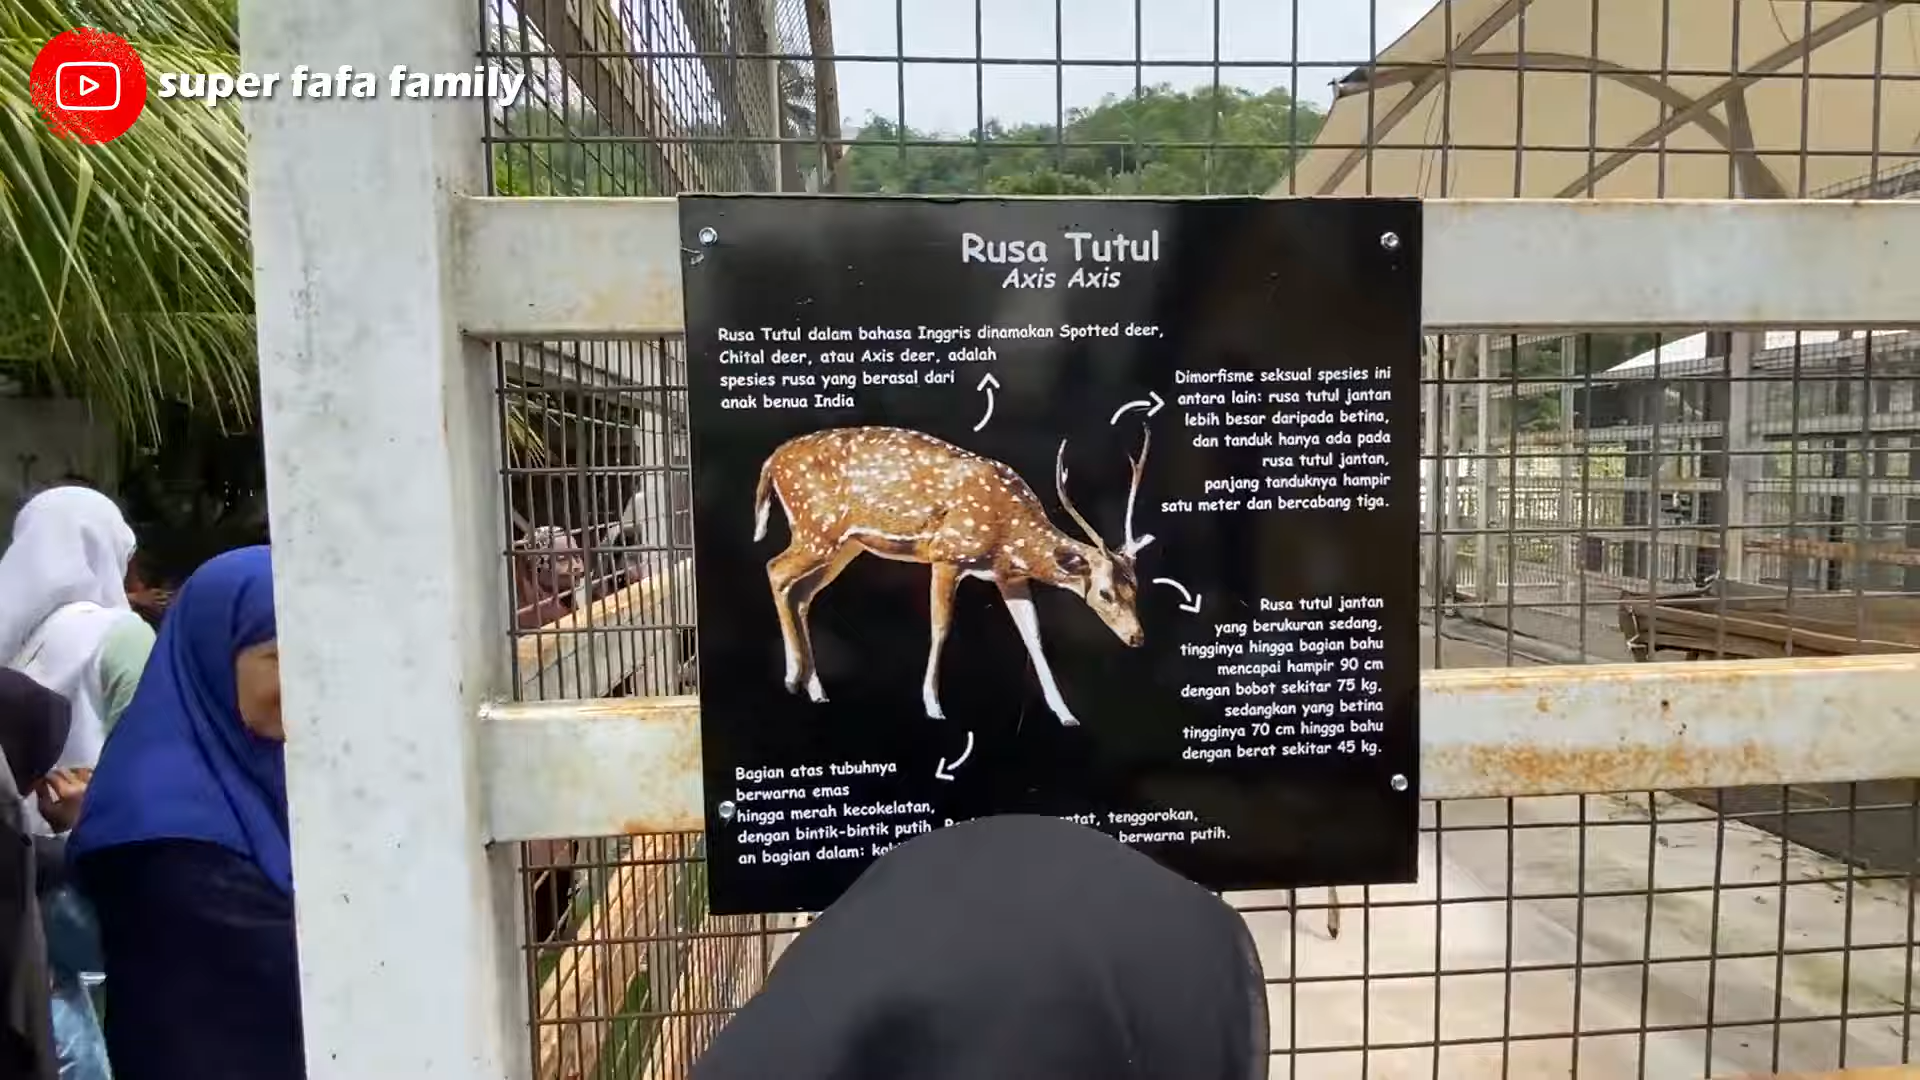 super fafa family
Rusa Tutul
Axis Axis
Rusa Tutul dalam bahasa Inggris dinamakan Spotted deer,
Chital deer, atau Axis deer, adalah
spesies rusa yang berasal dari
anak benua India
Dimorfisme seksual spesies ini
antara lain: rusa tutul jantan
lebih besar daripada betina,
dan tanduk hanya ada pada
rusa tutul jantan,
panjang tanduknya hampir
satu meter dan bercabang tiga.
Rusa tutul jantan
yang berukuran sedang,
tingginya hingga bagian bahu
mencapai hampir 90 cm
dengan bobot sekitar 75 kg,
sedangkan yang betina
tingginya 70 cm hingga bahu
dengan berat sekitar 45 kg.
Bagian atas tubuhnya
berwarna emas
hingga merah kecokelatan,
dengan bintik-bintik putih. tenggorokan,
an bagian dalam: berwarna putih.